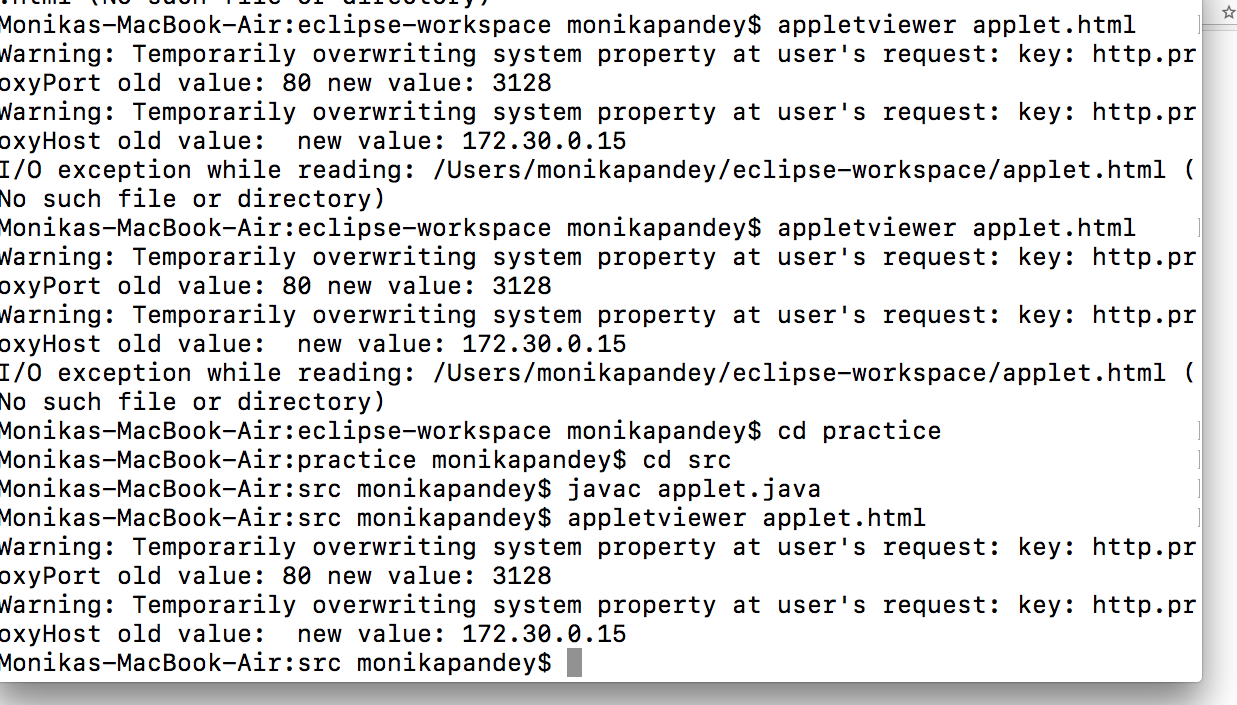 .html (No such file or directory)
Monikas-MacBook-Air:eclipse-workspace monikapandey$ appletviewer applet.html
Warning: Temporarily overwriting system property at user's request: key: http.pr
oxyPort old value: 80 new value: 3128
Warning: Temporarily overwriting system property at user's request: key: http.pr
oxyHost old value:  new value: 172.30.0.15
I/O exception while reading: /Users/monikapandey/eclipse-workspace/applet.html (
No such file or directory)
Monikas-MacBook-Air:eclipse-workspace monikapandey$ appletviewer applet.html
Warning: Temporarily overwriting system property at user's request: key: http.pr
oxyPort old value: 80 new value: 3128
Warning: Temporarily overwriting system property at user's request: key: http.pr
oxyHost old value:  new value: 172.30.0.15
I/O exception while reading: /Users/monikapandey/eclipse-workspace/applet.html (
No such file or directory)
Monikas-MacBook-Air:eclipse-workspace monikapandey$ cd practice
Monikas-MacBook-Air:practice monikapandey$ cd src
Monikas-MacBook-Air:src monikapandey$ javac applet.java
Monikas-MacBook-Air:src monikapandey$ appletviewer applet.html
Warning: Temporarily overwriting system property at user's request: key: http.pr
oxyPort old value: 80 new value: 3128
Warning: Temporarily overwriting system property at user's request: key: http.pr
oxyHost old value:  new value: 172.30.0.15
Monikas-MacBook-Air:src monikapandey$